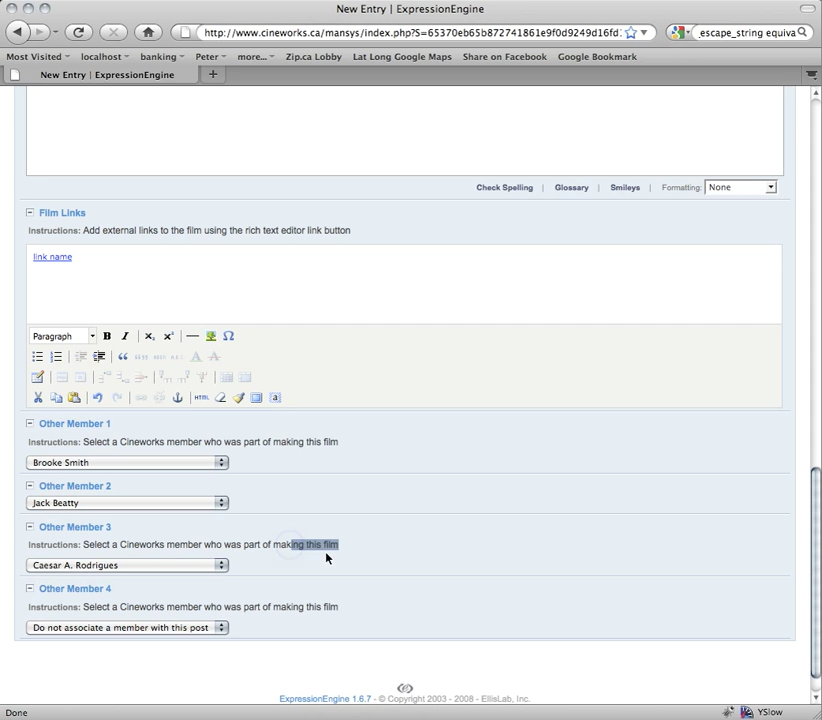 New Entry | ExpressionEngine
http://www.cineworks.ca/mansys/index.php?S=65370eb65b872741861e9f0d9249d16fd
_escape_string equiva
Most Visited localhost banking Peter more... Zip.ca Lobby Lat Long Google Maps Share on Facebook Google Bookmark
New Entry | ExpressionEngine +
Check Spelling | Glossary | Smileys | Formatting: None
Film Links
Instructions: Add external links to the film using the rich text editor link button
link name
Paragraph B I
HTML
Other Member 1
Instructions: Select a Cineworks member who was part of making this film
Brooke Smith
Other Member 2
Jack Beatty
Other Member 3
Instructions: Select a Cineworks member who was part of making this film
Caesar A. Rodrigues
Other Member 4
Instructions: Select a Cineworks member who was part of making this film
Do not associate a member with this post
ExpressionEngine 1.6.7 - © Copyright 2003 - 2008 - EllisLab, Inc.
Done
YSlow